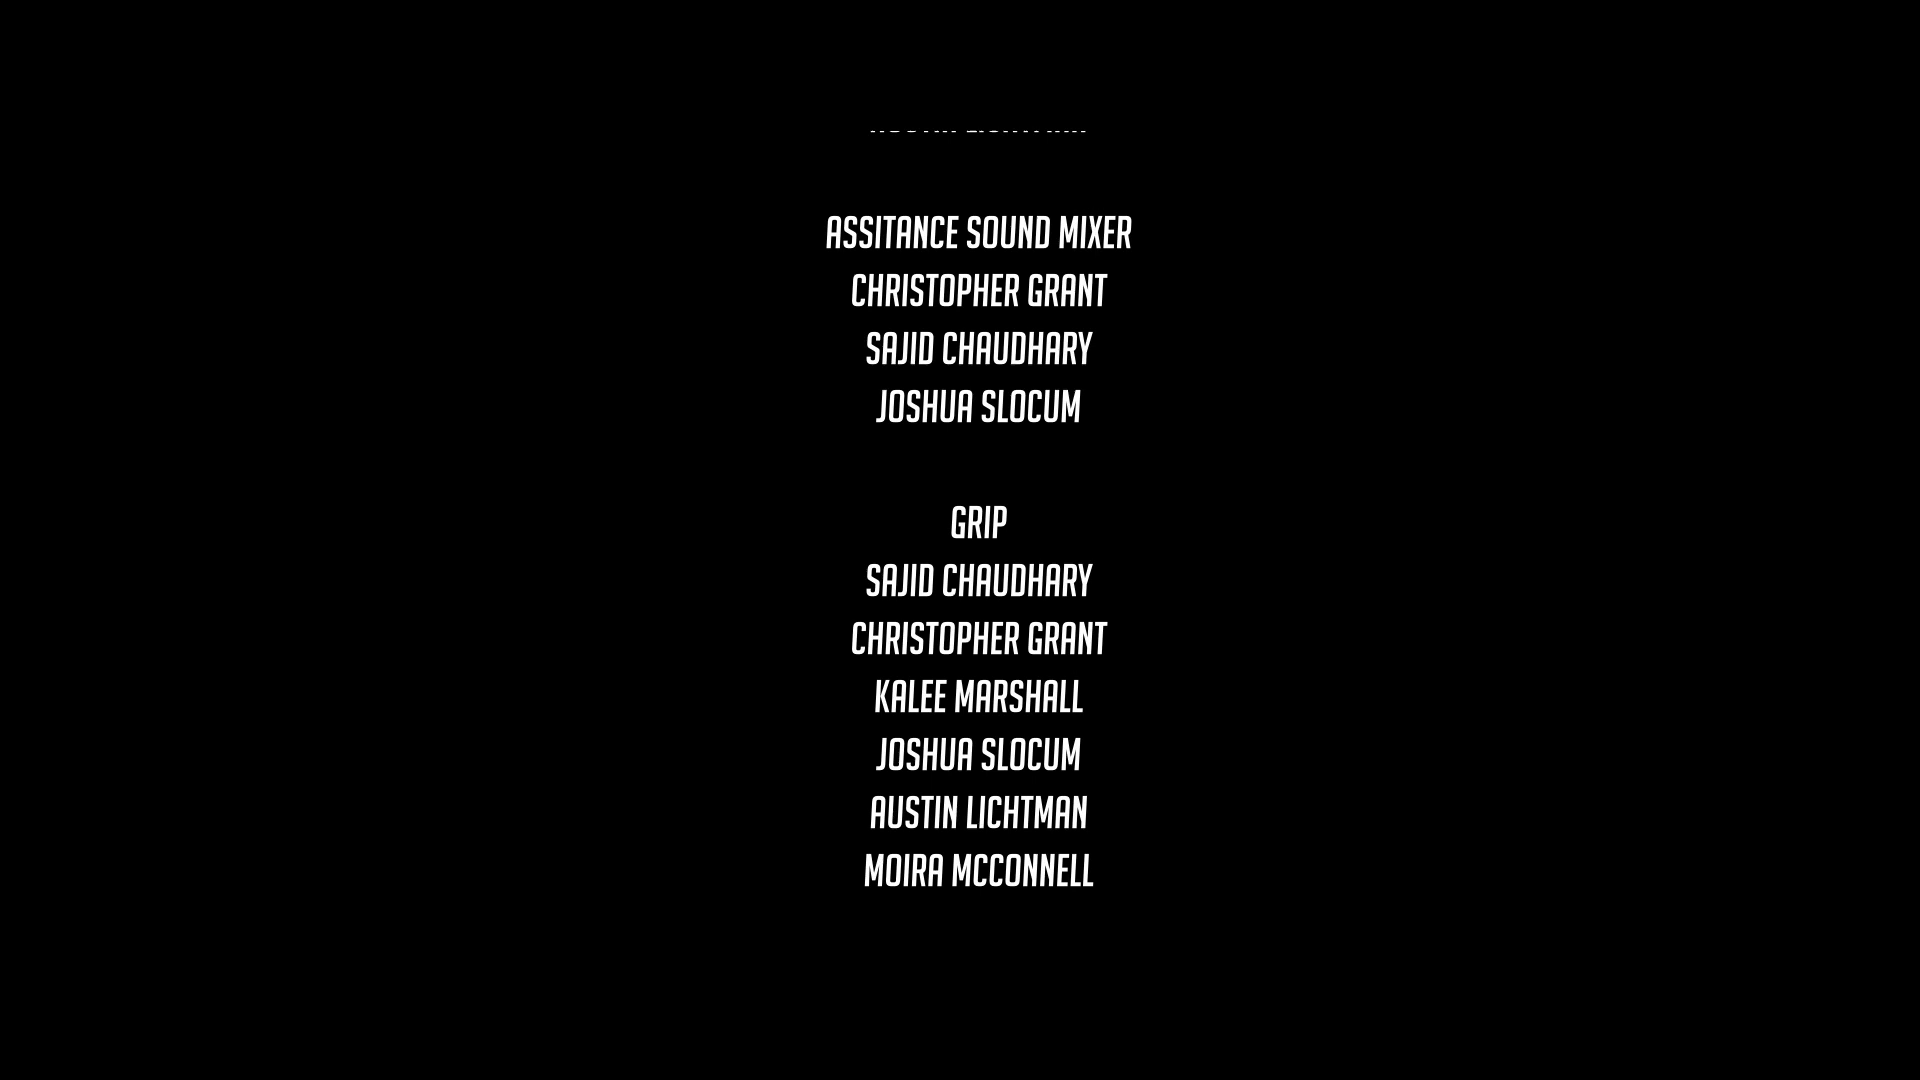 ASSITANCE SOUND MIXER
CHRISTOPHER GRANT
SAJID CHAUDHARY
JOSHUA SLOCUM
GRIP
SAJID CHAUDHARY
CHRISTOPHER GRANT
KALEE MARSHALL
JOSHUA SLOCUM
AUSTIN LICHTMAN
MOIRA MCCONNELL